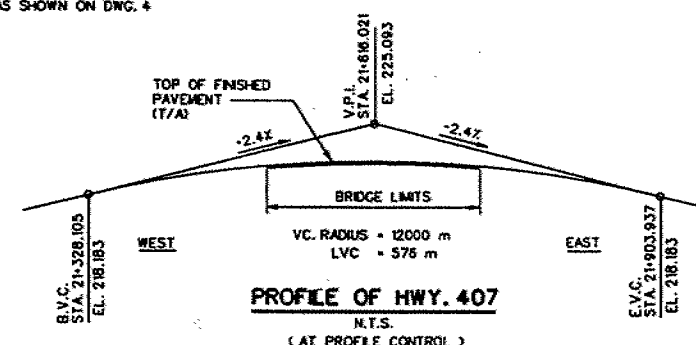 AS SHOWN ON DWG. 4
V.P.I.
STA. 21+616.021
EL. 225.093
TOP OF FINISHED
PAVEMENT
(T/A)
-2.4%
-2.4%
BRIDGE LIMITS
B.V.C.
STA. 21+328.105
EL. 218.183
WEST
VC. RADIUS = 12000 m
LVC = 576 m
EAST
E.V.C.
STA. 21+903.937
EL. 218.183
PROFILE OF HWY. 407
N.T.S.
( AT PROFILE CONTROL )